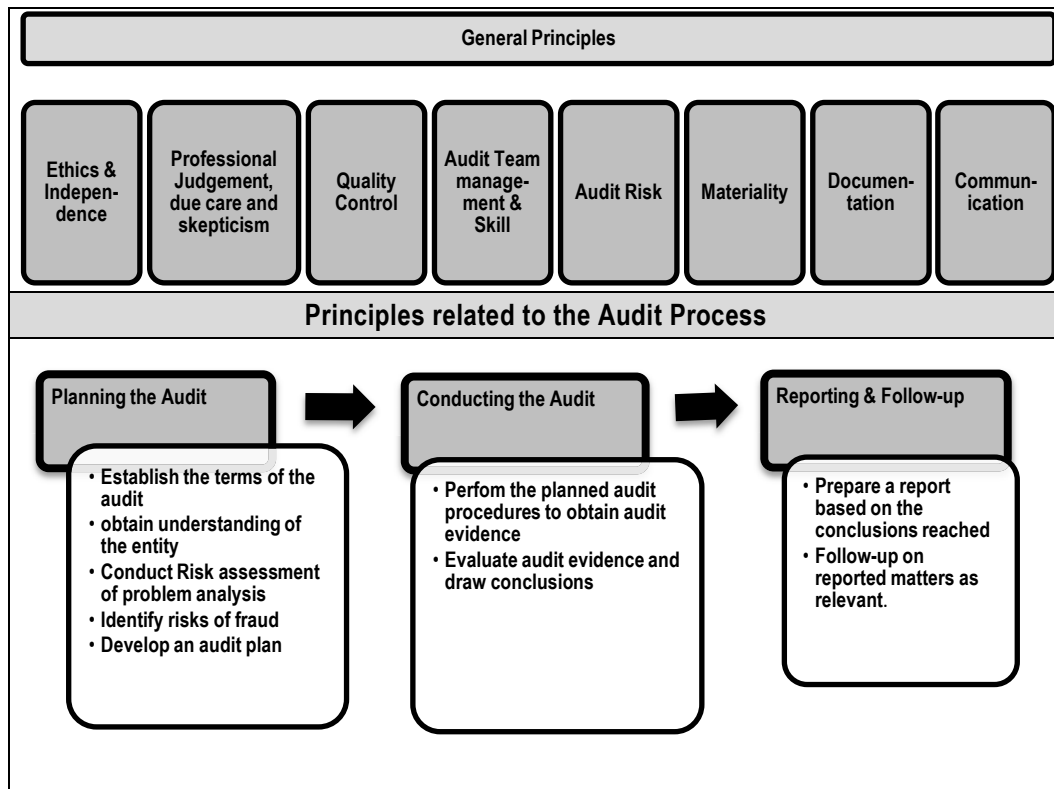 General Principles
Ethics &
Indepen-
dence
Professional
Judgement,
due care and
skepticism
Quality
Control
Audit Team
manage-
ment &
Skill
Audit Risk
Materiality
Documen-
tation
Commun-
ication
Principles related to the Audit Process
Planning the Audit
• Establish the terms of the
audit
• obtain understanding of
the entity
• Conduct Risk assessment
of problem analysis
• Identify risks of fraud
• Develop an audit plan
Conducting the Audit
• Perfom the planned audit
procedures to obtain audit
evidence
• Evaluate audit evidence and
draw conclusions
Reporting & Follow-up
• Prepare a report
based on the
conclusions reached
• Follow-up on
reported matters as
relevant.